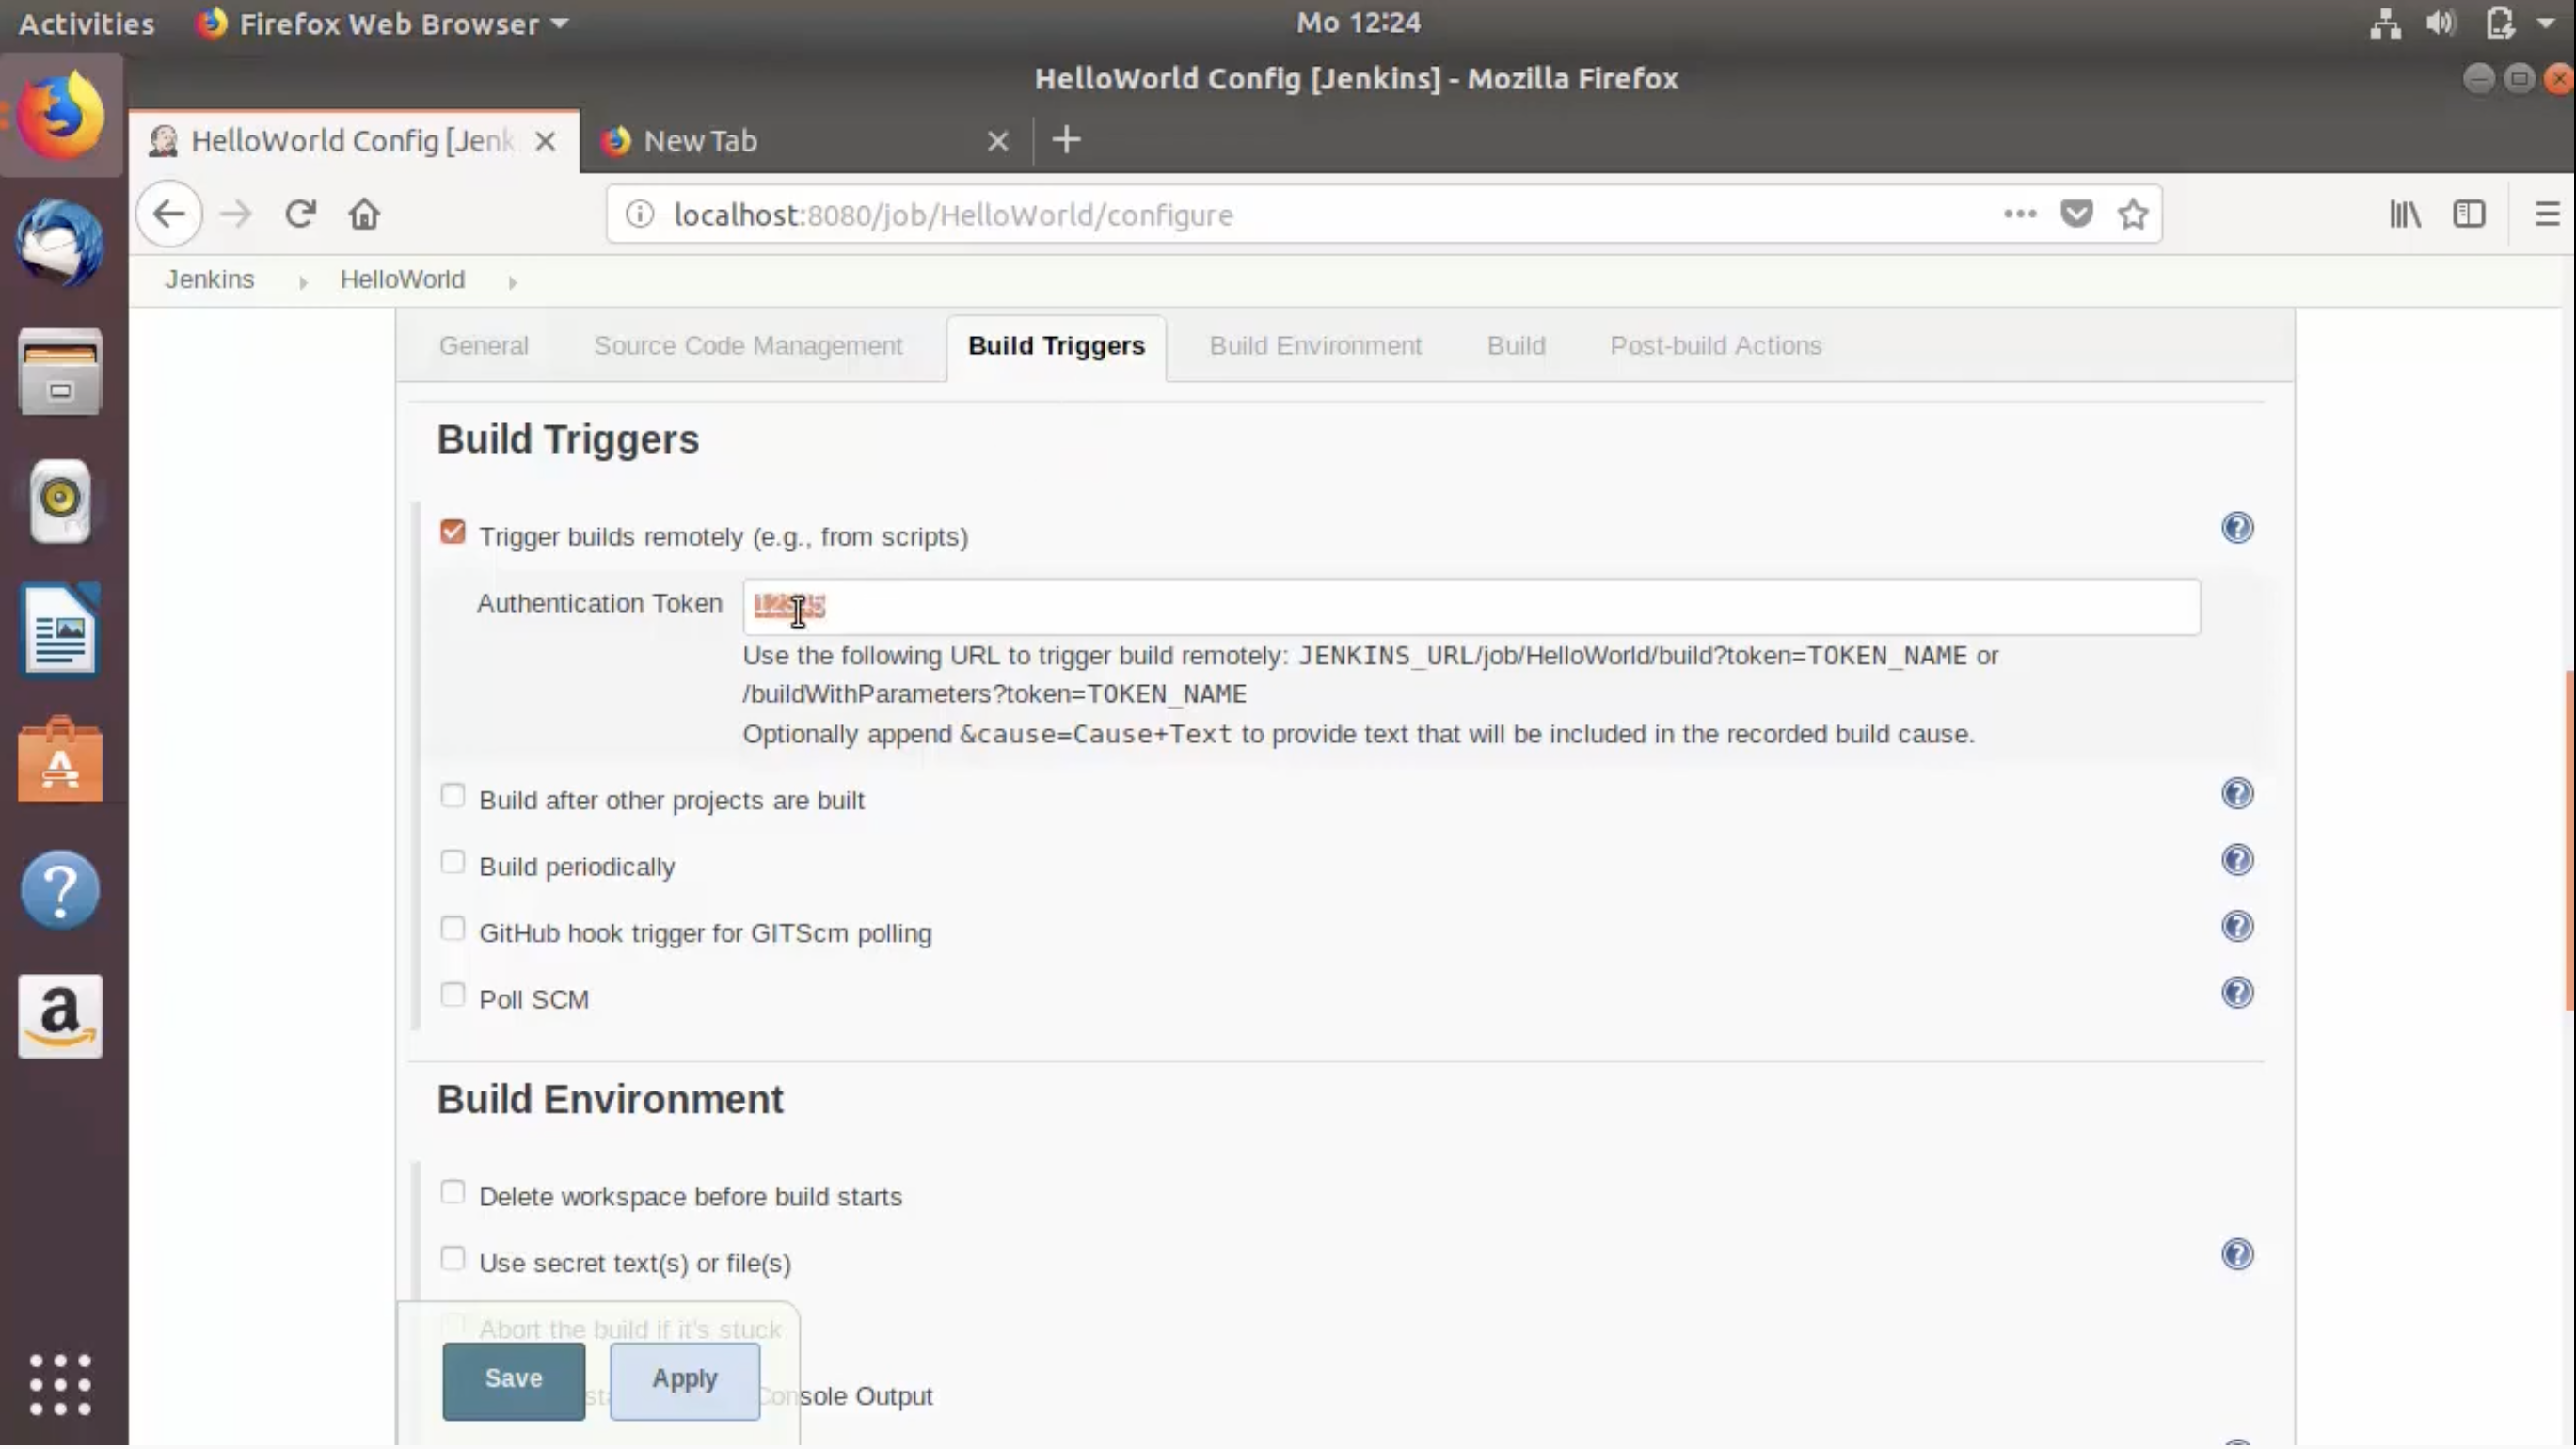 Activities Firefox Web Browser Mo 12:24
HelloWorld Config [Jenkins] - Mozilla Firefox
HelloWorld Config [Jenk New Tab
localhost:8080/job/HelloWorld/configure
Jenkins HelloWorld
General Source Code Management Build Triggers Build Environment Build Post-build Actions
Build Triggers
Trigger builds remotely (e.g., from scripts)
Authentication Token 12345
Use the following URL to trigger build remotely: JENKINS_URL/job/HelloWorld/build?token=TOKEN_NAME or
/buildWithParameters?token=TOKEN_NAME
Optionally append &cause=Cause+Text to provide text that will be included in the recorded build cause.
Build after other projects are built
Build periodically
GitHub hook trigger for GITScm polling
Poll SCM
Build Environment
Delete workspace before build starts
Use secret text(s) or file(s)
Abort the build if it's stuck
Save Apply Console Output